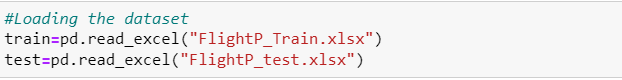 #Loading the dataset
train=pd.read_excel("FlightP_Train.xlsx")
test=pd.read_excel("FlightP_test.xlsx")